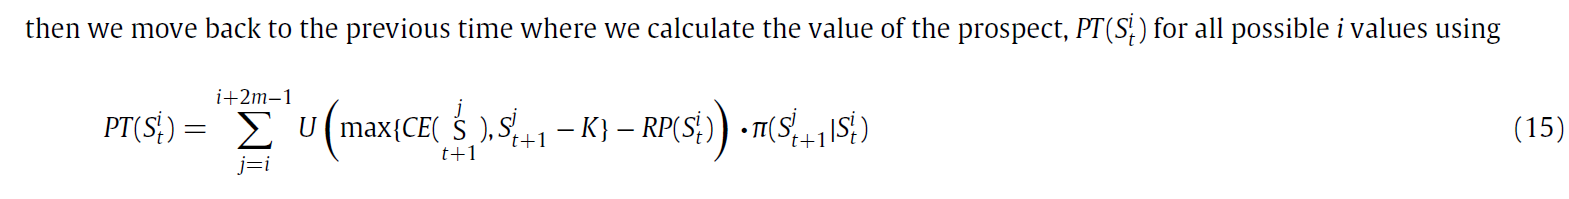 then we move back to the previous time where we calculate the value of the prospect, PT(S_t^i) for all possible i values using
PT(S_t^i) = \sum_{j=i}^{i+2m−1} U(max{CE(\overset{j}{\underset{t+1}{S}}), S_{t+1}^j − K} − RP(S_t^i)) · π(S_{t+1}^j|S_t^i) (15)